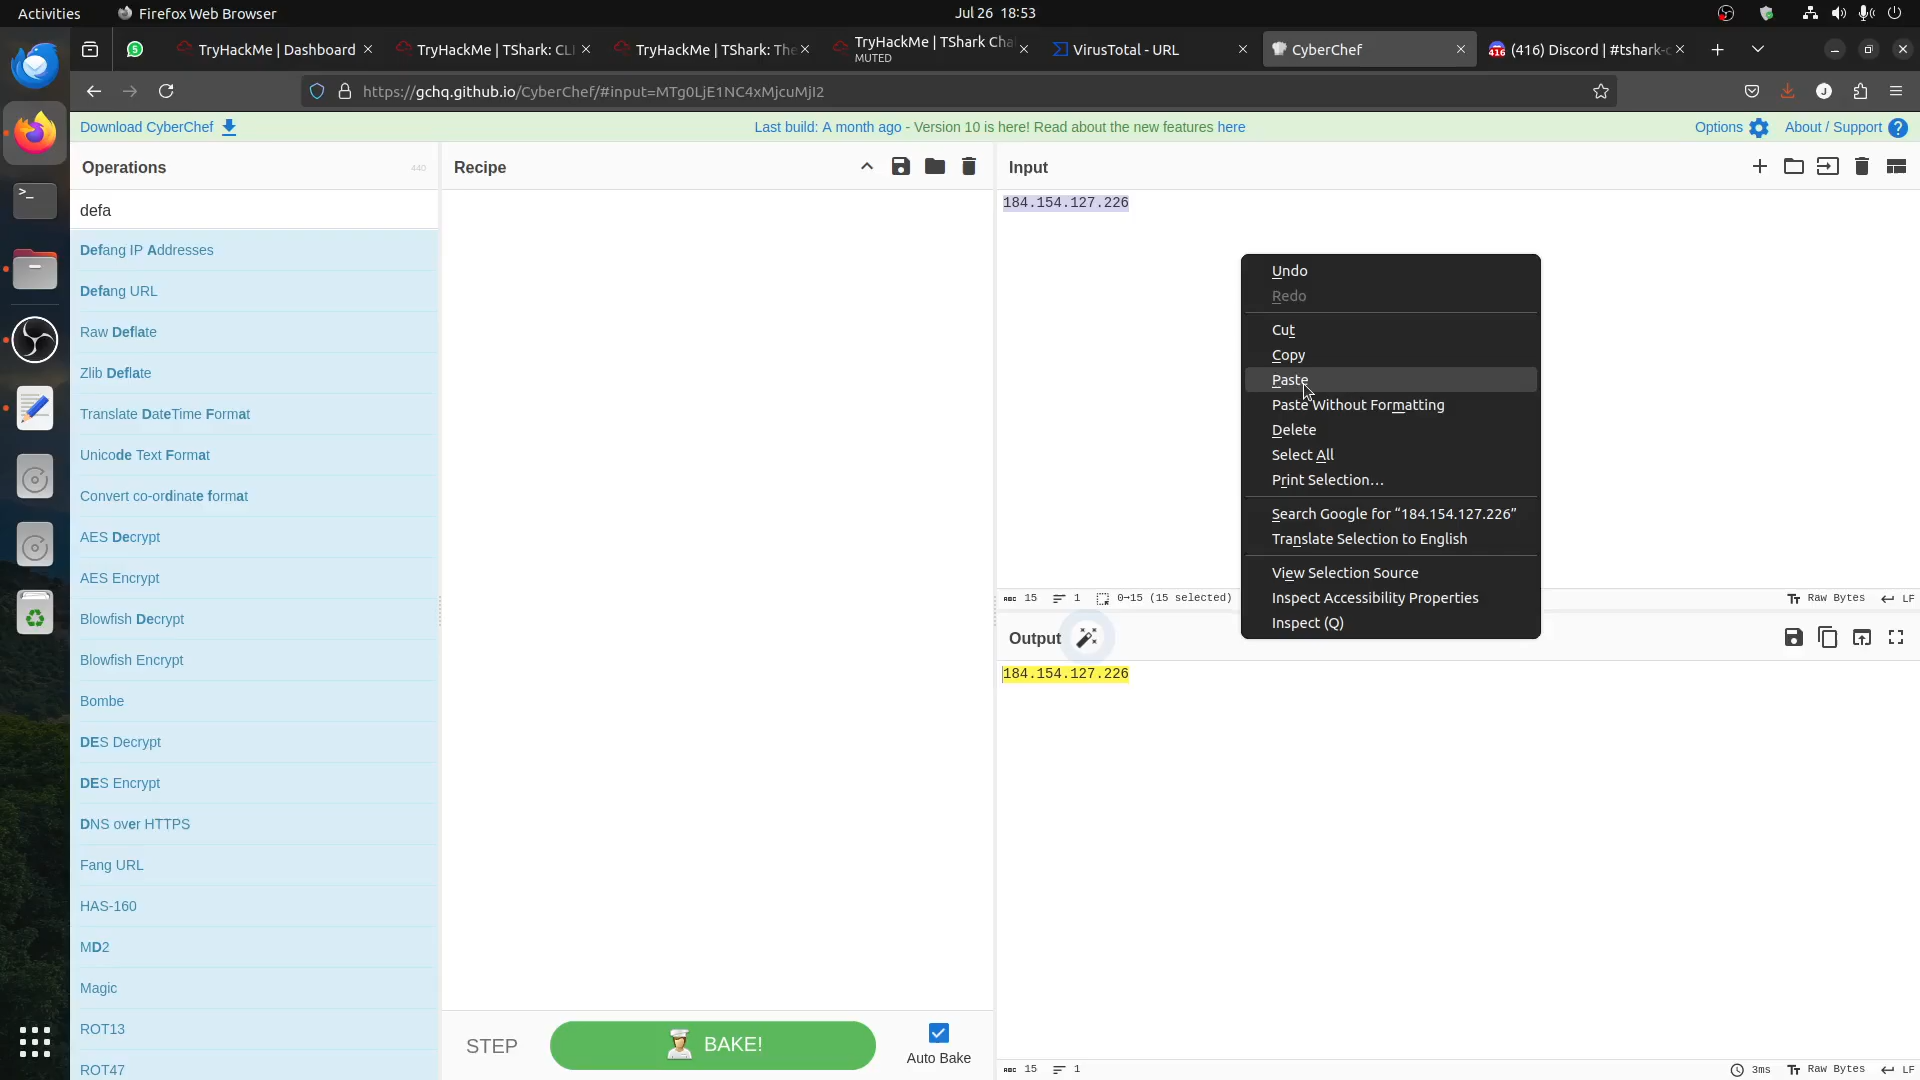 Activities
Firefox Web Browser
Jul 26 18:53
TryHackMe | Dashboard
TryHackMe | TShark: CLI
TryHackMe | TShark: The
TryHackMe | TShark Cha
MUTED
VirusTotal - URL
CyberChef
(416) Discord | #tshark-c
https://gchq.github.io/CyberChef/#input=MTg0LjE1NC4xMjcuMjI2
Download CyberChef
Last build: A month ago - Version 10 is here! Read about the new features here
Options
About / Support
Operations
440
Recipe
Input
defa
184.154.127.226
Defang IP Addresses
Defang URL
Raw Deflate
Zlib Deflate
Translate DateTime Format
Unicode Text Format
Convert co-ordinate format
AES Decrypt
AES Encrypt
Blowfish Decrypt
Blowfish Encrypt
Bombe
DES Decrypt
DES Encrypt
DNS over HTTPS
Fang URL
HAS-160
MD2
Magic
ROT13
ROT47
Undo
Redo
Cut
Copy
Paste
Paste Without Formatting
Delete
Select All
Print Selection…
Search Google for “184.154.127.226”
Translate Selection to English
View Selection Source
Inspect Accessibility Properties
Inspect (Q)
ABC 15 1 0→15 (15 selected)
Raw Bytes LF
Output
184.154.127.226
STEP
BAKE!
Auto Bake
ABC 15 1
3ms Raw Bytes LF